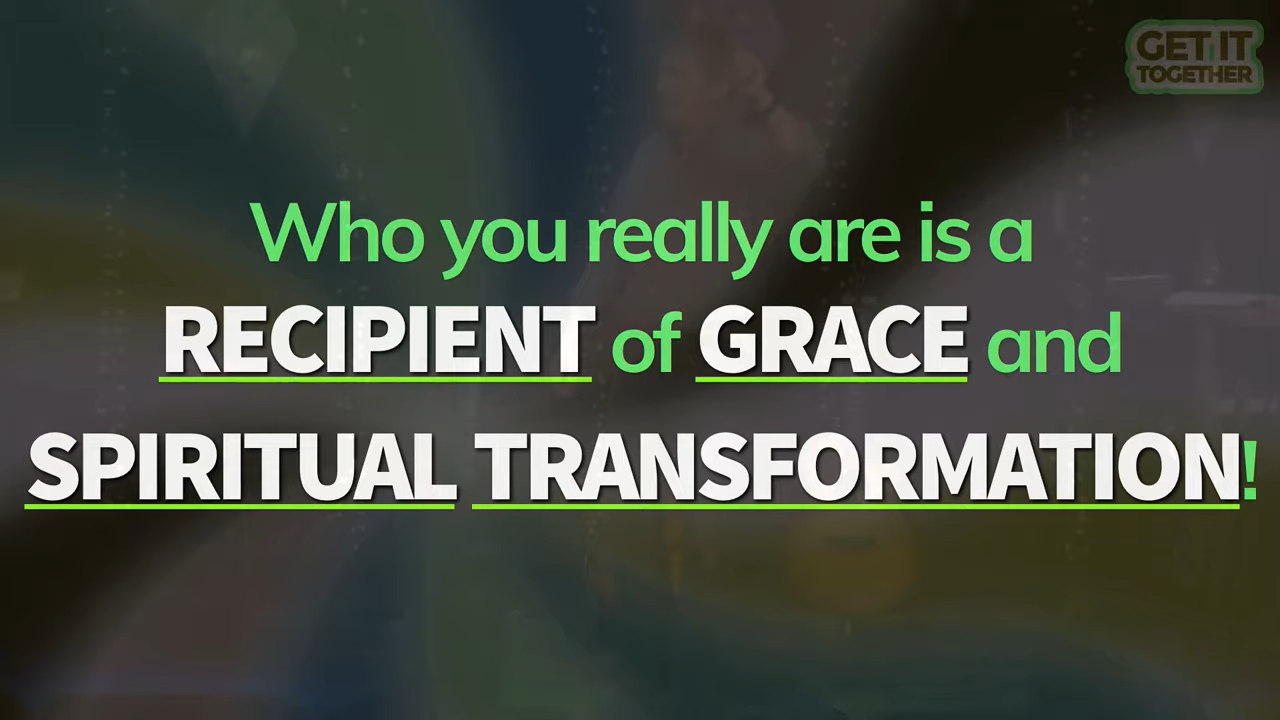 GET IT
TOGETHER
Who you really are is a
RECIPIENT of GRACE and
SPIRITUAL TRANSFORMATION!